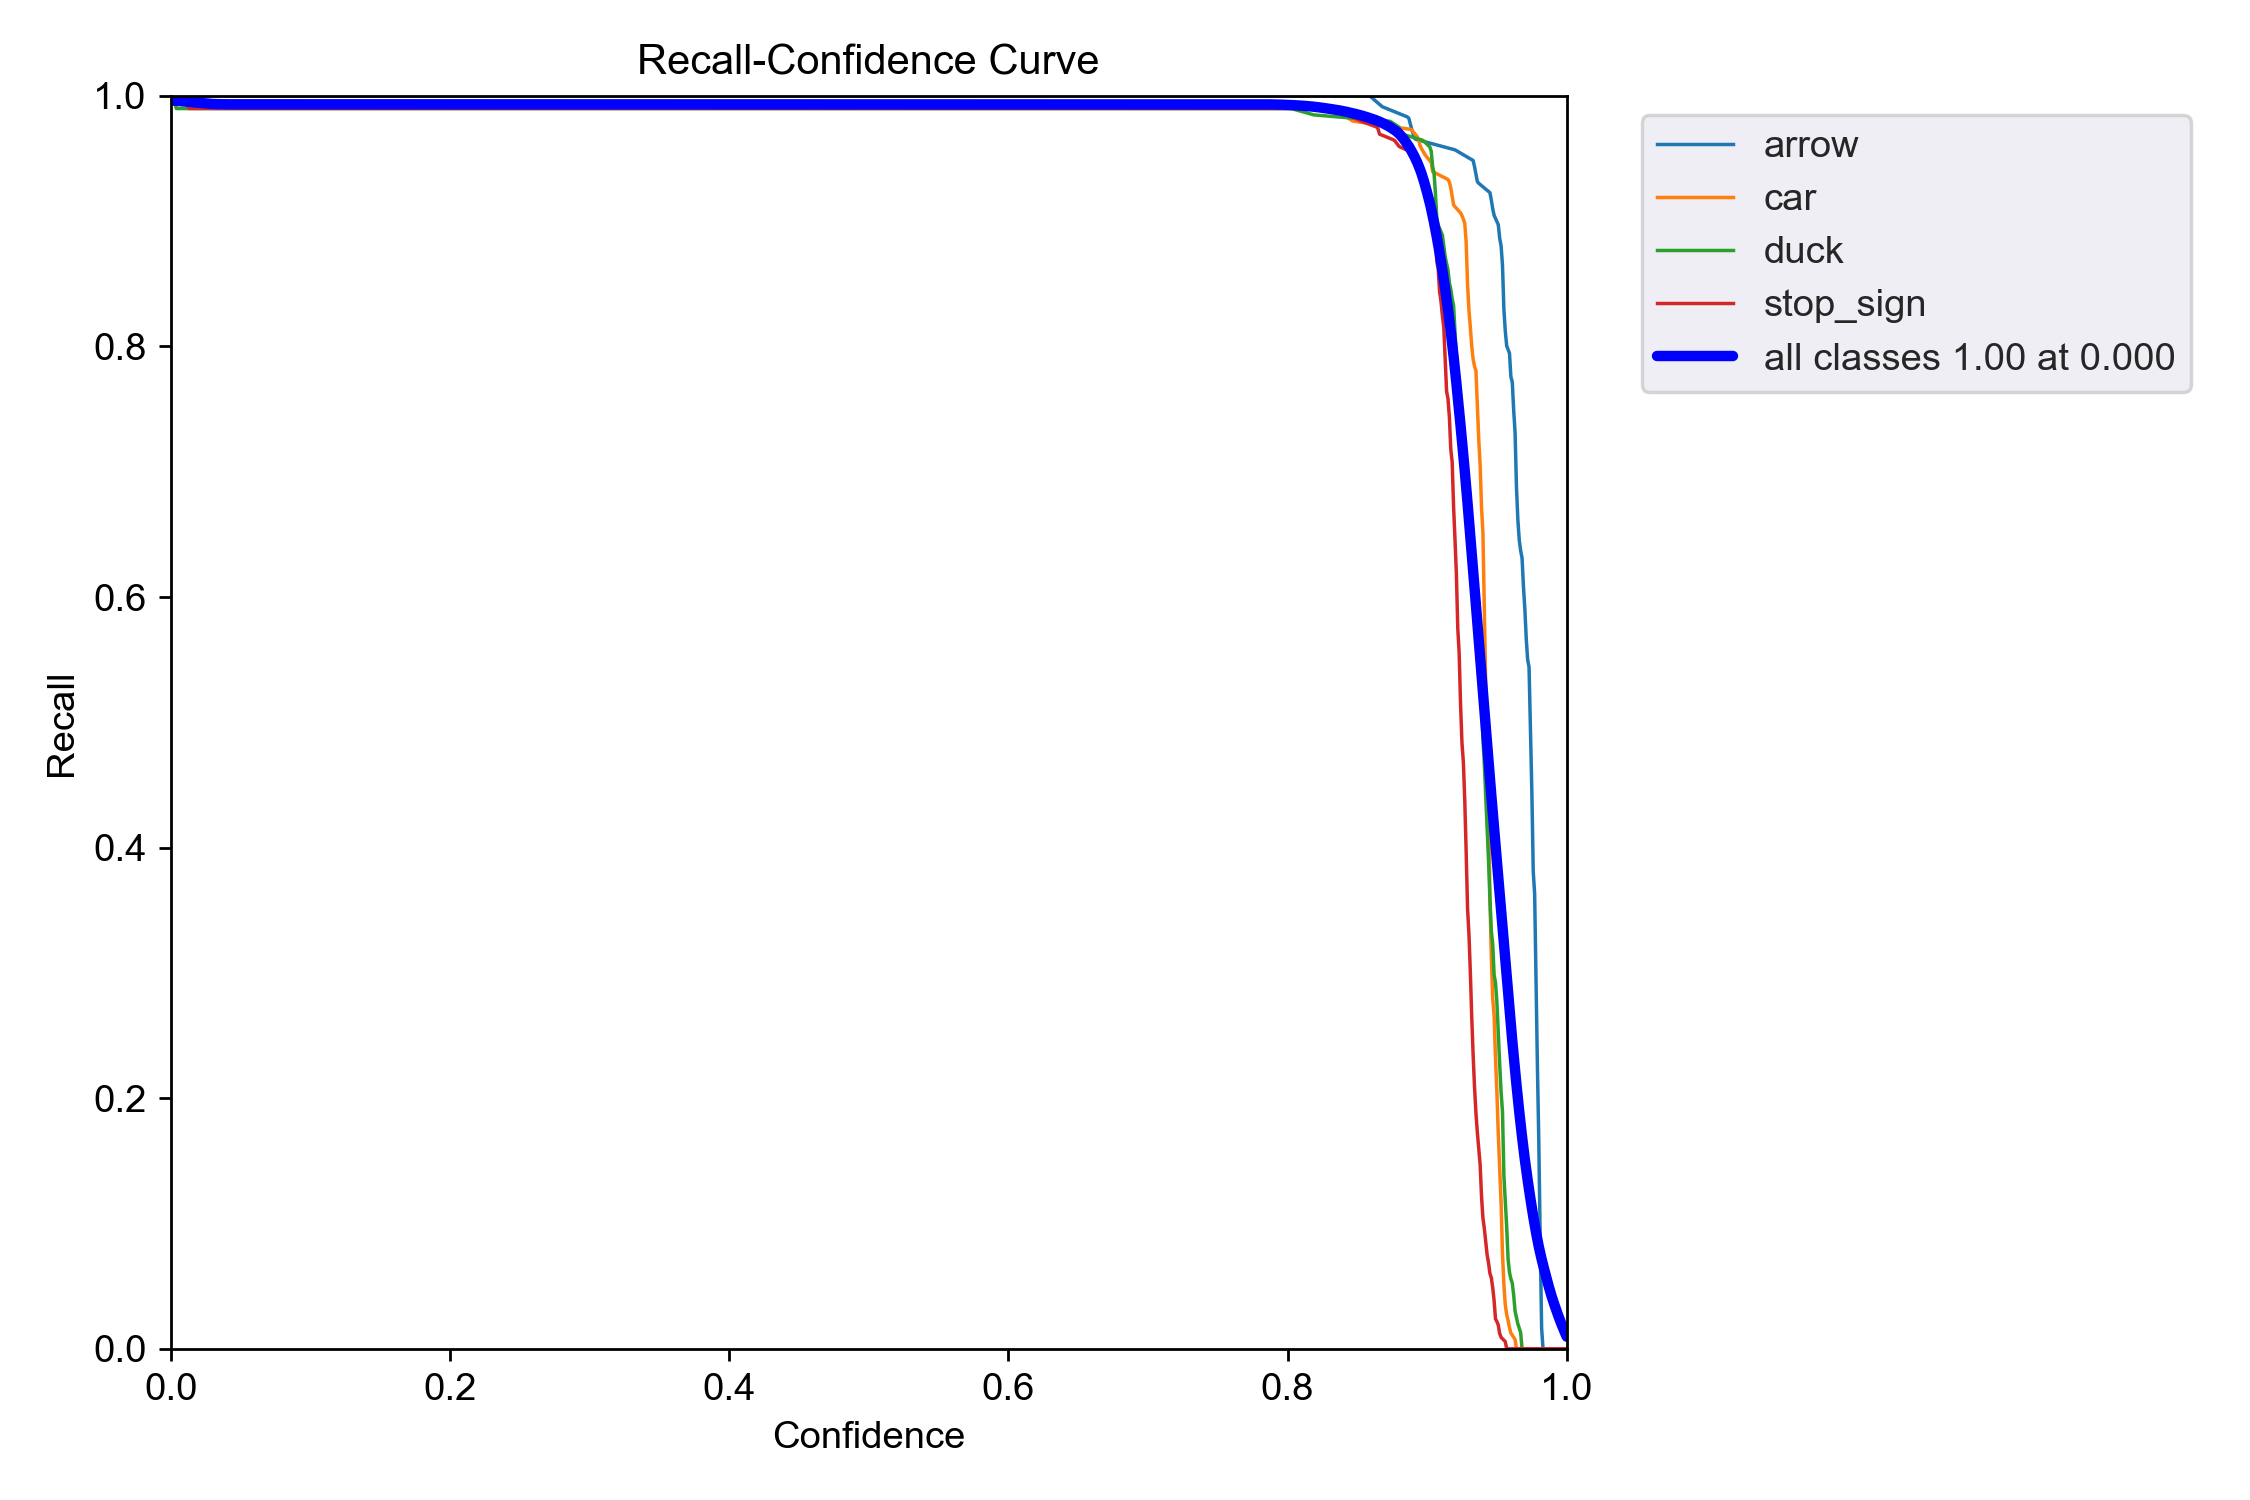 Recall-Confidence Curve
1.0
0.8
0.6
0.4
0.2
0.0
Recall
0.0 0.2 0.4 0.6 0.8 1.0
Confidence
arrow
car
duck
stop_sign
all classes 1.00 at 0.000